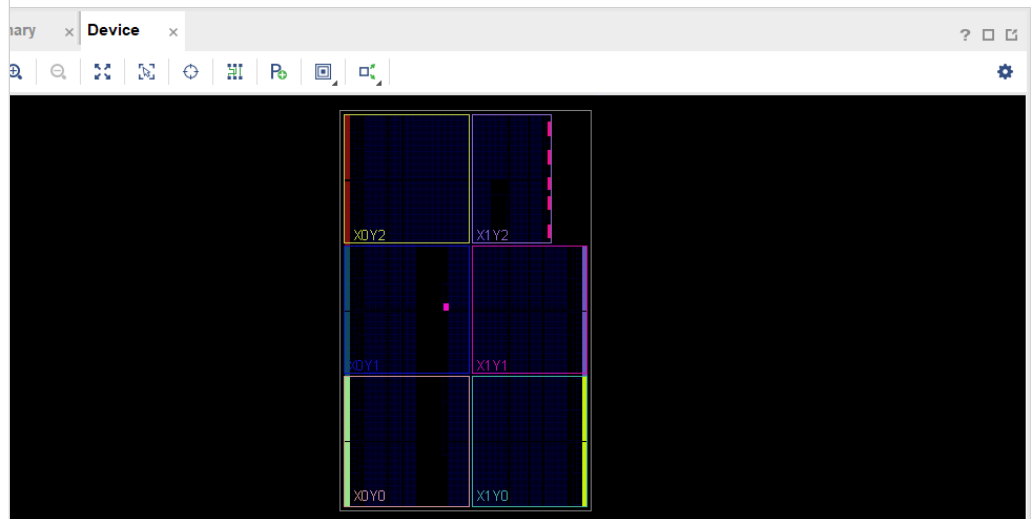 nary × Device ×
?
X0Y2 X1Y2
X0Y1 X1Y1
X0Y0 X1Y0